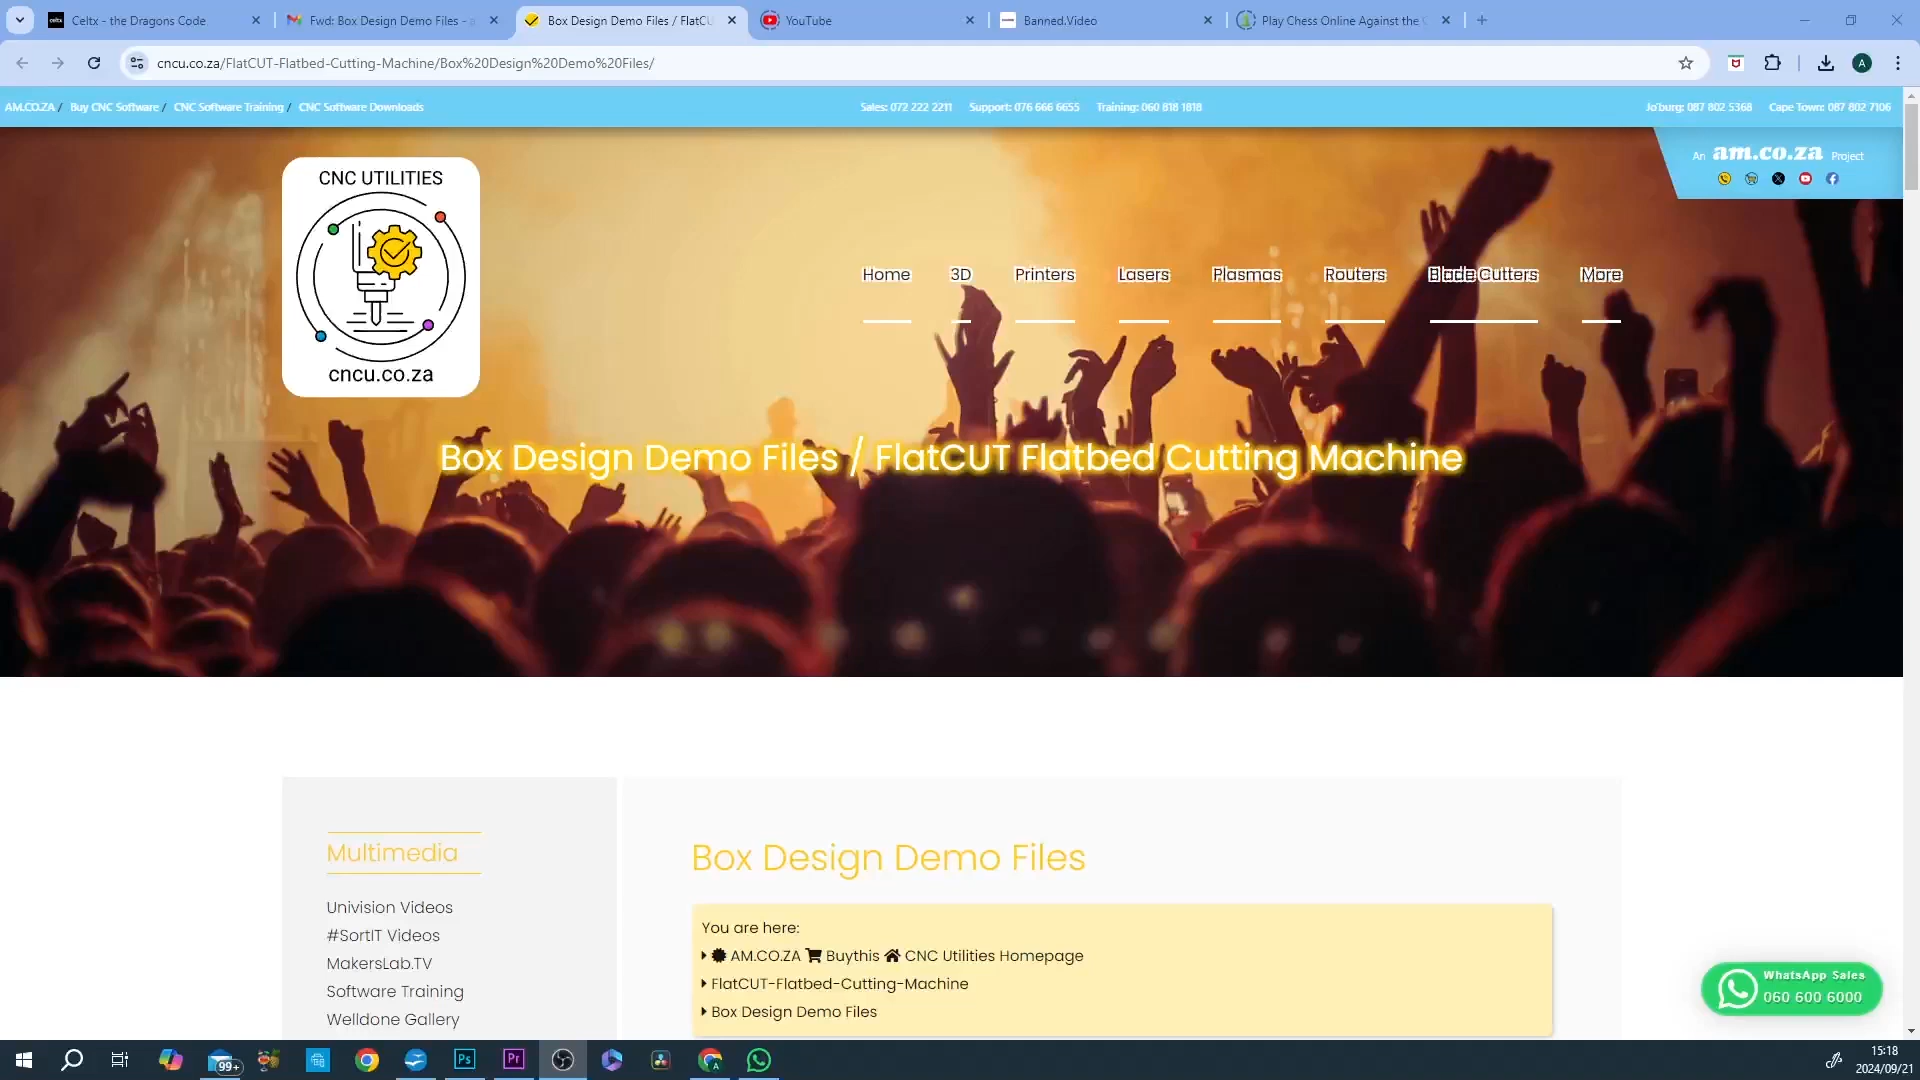 Celtx - the Dragons Code
Fwd: Box Design Demo Files -
Box Design Demo Files / FlatCU
YouTube
Banned.Video
Play Chess Online Against the
cncu.co.za/FlatCUT-Flatbed-Cutting-Machine/Box%20Design%20Demo%20Files/
A
AM.CO.ZA / Buy CNC Software / CNC Software Training / CNC Software Downloads
Sales: 072 222 2211 Support: 076 666 6655 Training: 060 818 1818
Jo'burg: 087 802 5368 Cape Town: 087 802 7106
An am.co.za Project
CNC UTILITIES
cncu.co.za
Home 3D Printers Lasers Plasmas Routers Blade Cutters More
Box Design Demo Files / FlatCUT Flatbed Cutting Machine
Multimedia
Univision Videos
#SortIT Videos
MakersLab.TV
Software Training
Welldone Gallery
Box Design Demo Files
You are here:
AM.CO.ZA Buythis CNC Utilities Homepage
FlatCUT-Flatbed-Cutting-Machine
Box Design Demo Files
WhatsApp Sales
060 600 6000
99+
Ps
Pr
A
15:18
2024/09/21